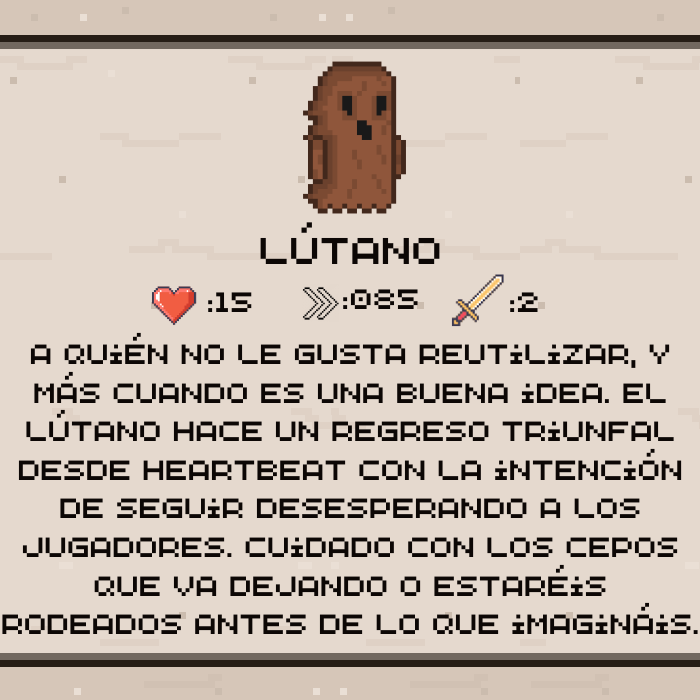 LÚTANO
:15 :085 :2
A QUiÉN NO LE GUSTA REUTiLiZAR, Y
MÁS CUANDO ES UNA BUENA iDEA. EL
LÚTANO HACE UN REGRESO TRiUNFAL
DESDE HEARTBEAT CON LA iNTENCiÓN
DE SEGUiR DESESPERANDO A LOS
JUGADORES. CUiDADO CON LOS CEPOS
QUE VA DEJANDO O ESTARÉiS
RODEADOS ANTES DE LO QUE iMAGiNÁiS.